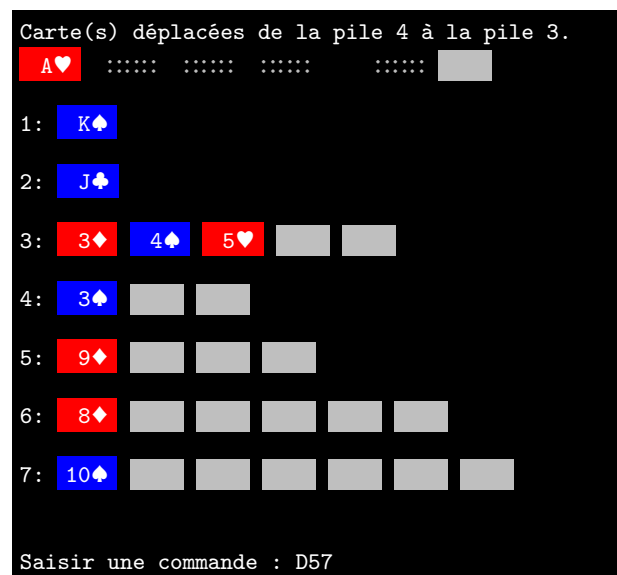 Carte(s) déplacées de la pile 4 à la pile 3.
A♥ :::::: :::::: :::::: ::::::
1: K♠
2: J♣
3: 3♦ 4♠ 5♥
4: 3♠
5: 9♦
6: 8♦
7: 10♠
Saisir une commande : D57